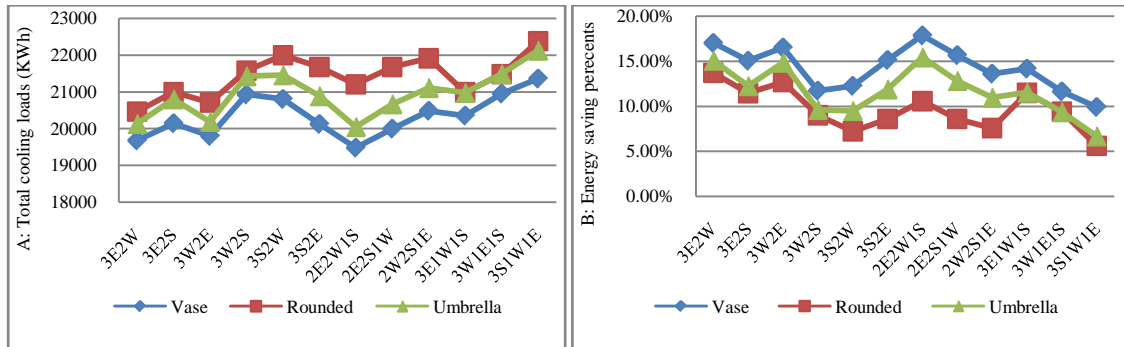 A: Total cooling loads (KWh)
23000
22000
21000
20000
19000
18000
3E2W
3E2S
3W2E
3W2S
3S2W
3S2E
2E2W1S
2E2S1W
2W2S1E
3E1W1S
3W1E1S
3S1W1E
Vase Rounded Umbrella
B: Energy saving perecents
20.00%
15.00%
10.00%
5.00%
0.00%
3E2W
3E2S
3W2E
3W2S
3S2W
3S2E
2E2W1S
2E2S1W
2W2S1E
3E1W1S
3W1E1S
3S1W1E
Vase Rounded Umbrella